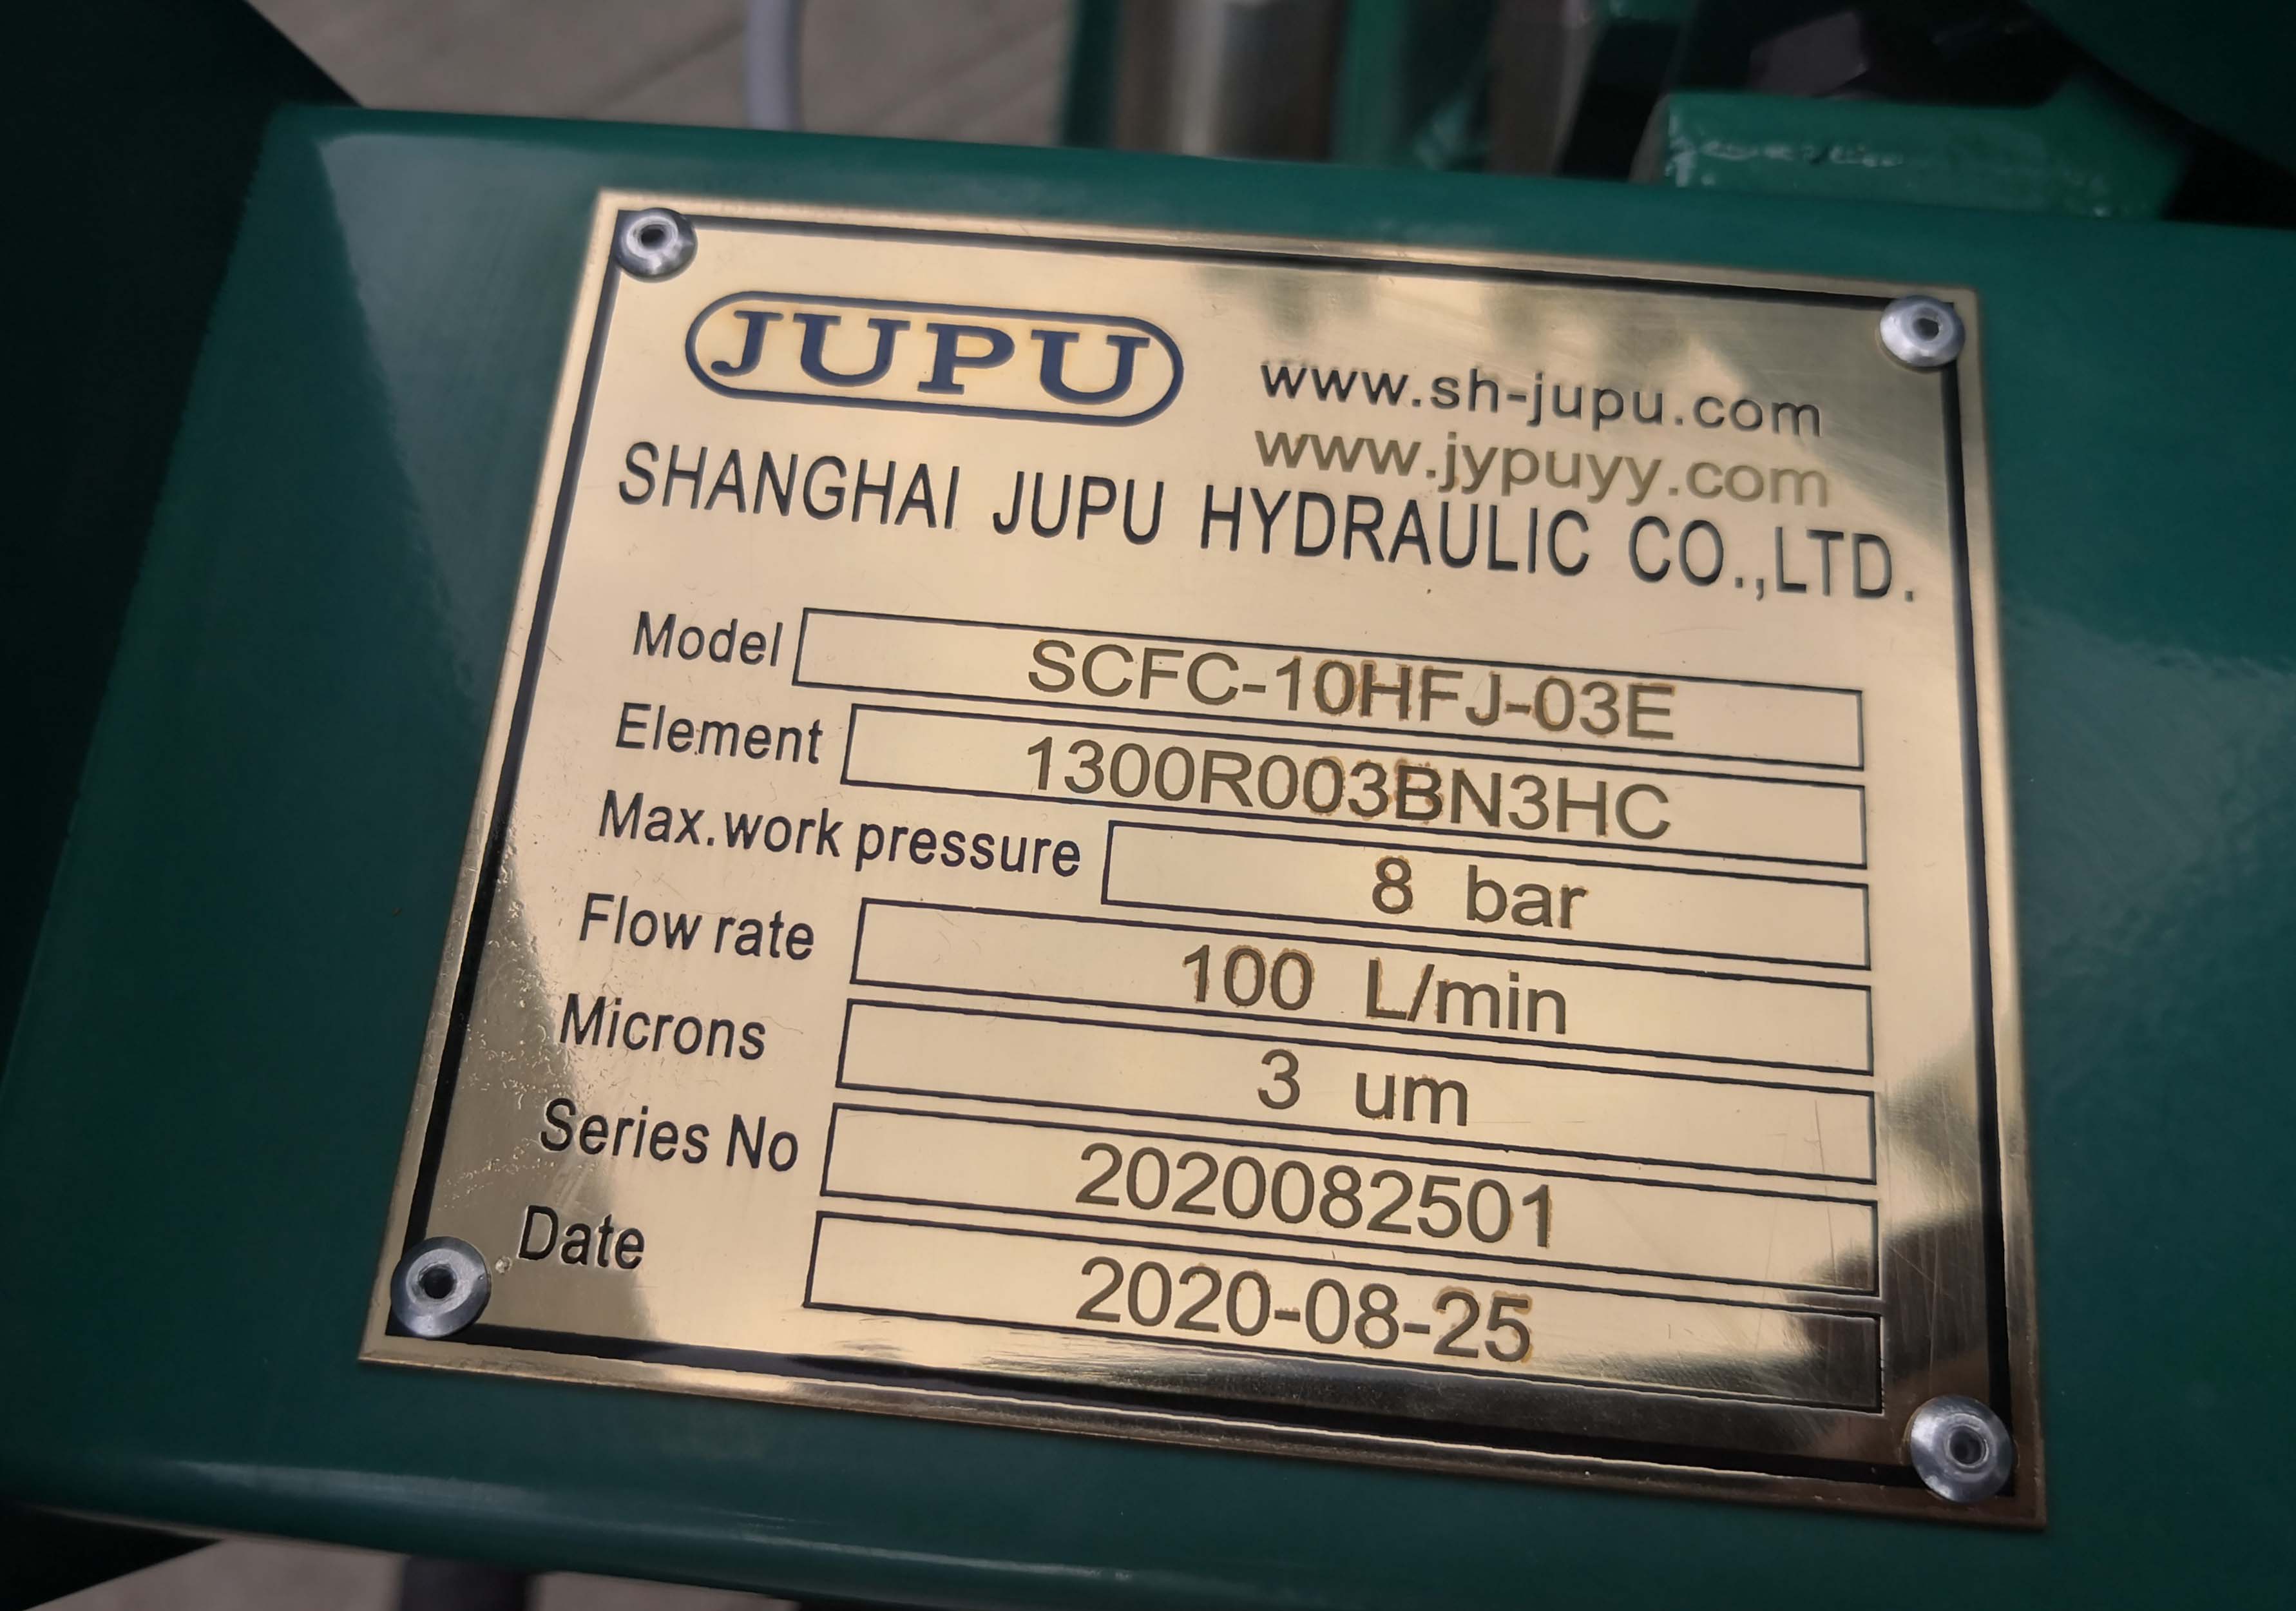 JUPU
www.sh-jupu.com
www.jypuyy.com
SHANGHAI JUPU HYDRAULIC CO.,LTD.
Model SCFC-10HFJ-03E
Element 1300R003BN3HC
Max.work pressure 8 bar
Flow rate 100 L/min
Microns 3 um
Series No 2020082501
Date 2020-08-25